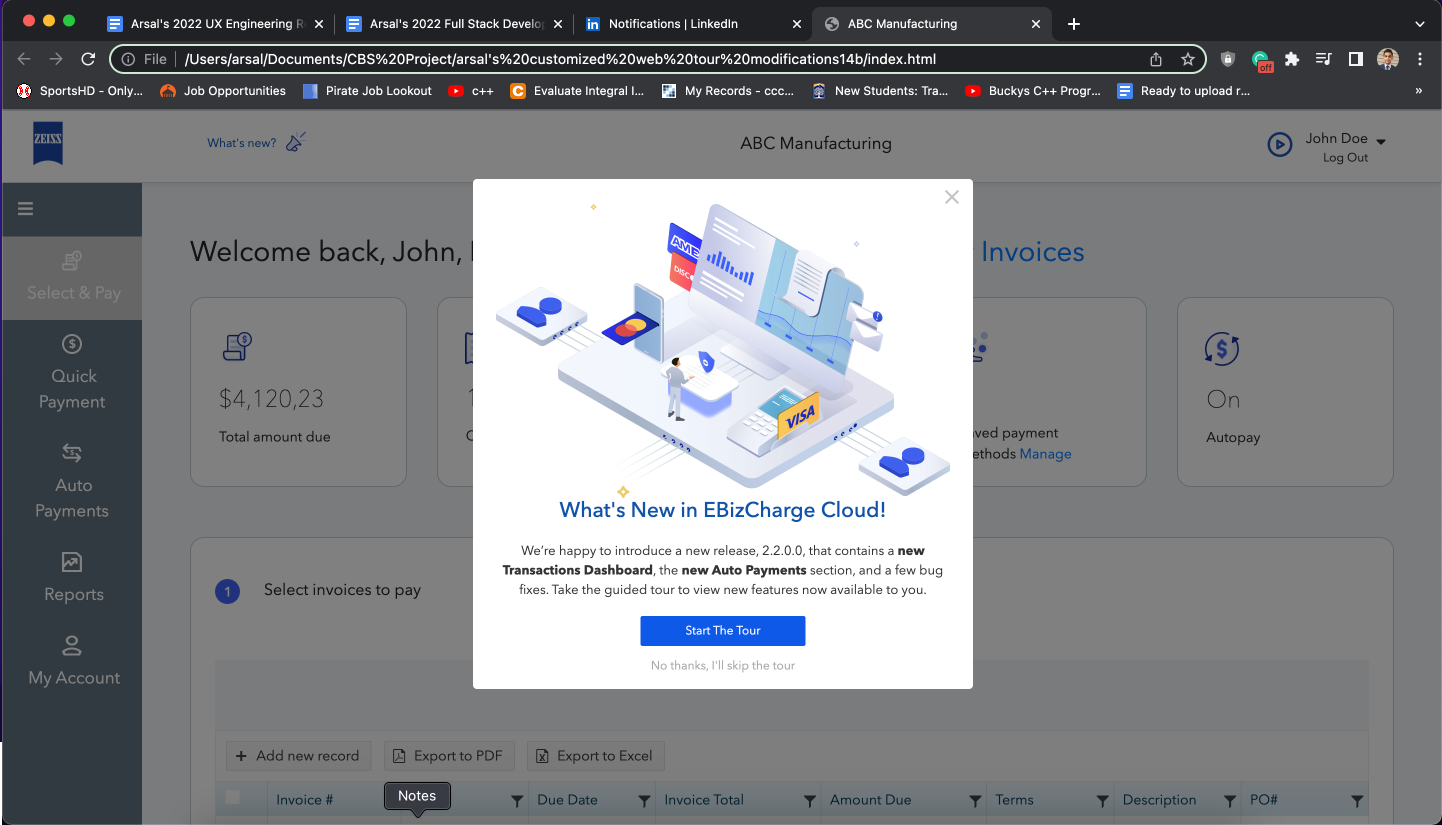 Arsal's 2022 UX Engineering R
Arsal's 2022 Full Stack Develop
Notifications | LinkedIn
ABC Manufacturing
File
/Users/arsal/Documents/CBS%20Project/arsal's%20customized%20web%20tour%20modifications14b/index.html
off
SportsHD - Only...
Job Opportunities
Pirate Job Lookout
c++
Evaluate Integral I...
My Records - ccc...
New Students: Tra...
Buckys C++ Progr...
Ready to upload r...
»
ZEISS
What's new?
ABC Manufacturing
John Doe
Log Out
Select & Pay
Quick
Payment
Auto
Payments
Reports
My Account
Welcome back, John,
Invoices
$4,120,23
Total amount due
aved payment
ethods Manage
On
Autopay
AME
DISC
VISA
What's New in EBizCharge Cloud!
We're happy to introduce a new release, 2.2.0.0, that contains a new
Transactions Dashboard, the new Auto Payments section, and a few bug
fixes. Take the guided tour to view new features now available to you.
Start The Tour
No thanks, I'll skip the tour
1
Select invoices to pay
+ Add new record
Export to PDF
Export to Excel
Invoice #
Notes
Due Date
Invoice Total
Amount Due
Terms
Description
PO#